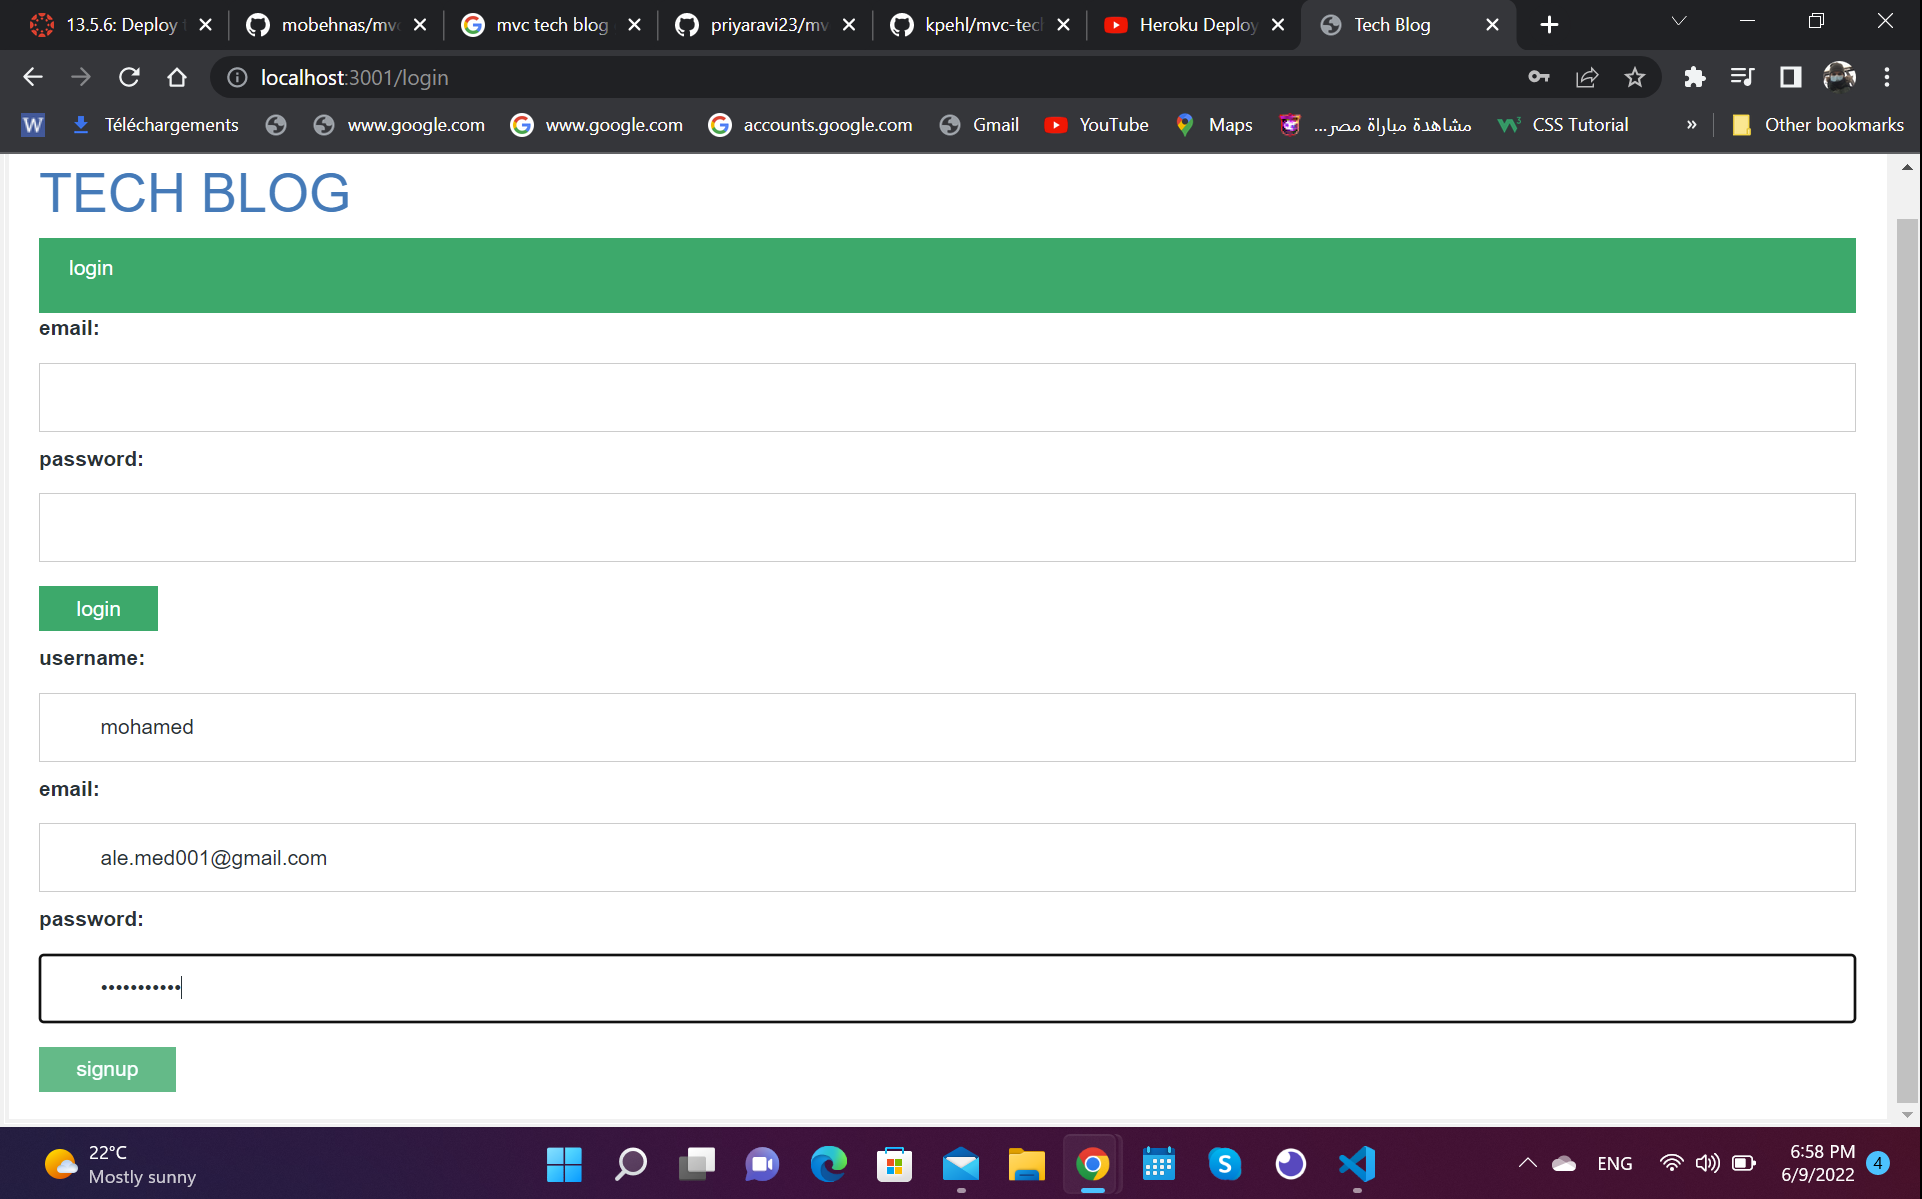 13.5.6: Deploy
mobehnas/mv
mvc tech blog
priyaravi23/mv
kpehl/mvc-tec
Heroku Deploy
Tech Blog
localhost:3001/login
Téléchargements
www.google.com
www.google.com
accounts.google.com
Gmail
YouTube
Maps
مشاهدة مباراة مصر...
CSS Tutorial
»
Other bookmarks
TECH BLOG
login
email:
password:
login
username:
mohamed
email:
ale.med001@gmail.com
password:
•••••••••••
signup
22°C
Mostly sunny
ENG
6:58 PM
6/9/2022
4